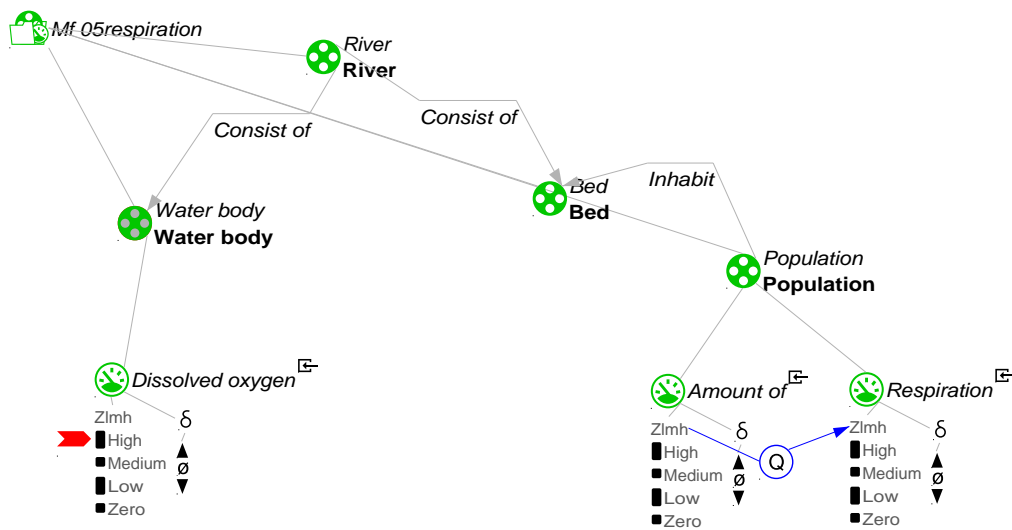 Mf 05respiration
River
River
Consist of
Consist of
Bed
Bed
Inhabit
Water body
Water body
Population
Population
Dissolved oxygen
Amount of
Respiration
Zlmh
δ
High
Medium
ø
Low
Zero
Zlmh
δ
High
Medium
ø
Low
Zero
Q
Zlmh
δ
High
Medium
ø
Low
Zero